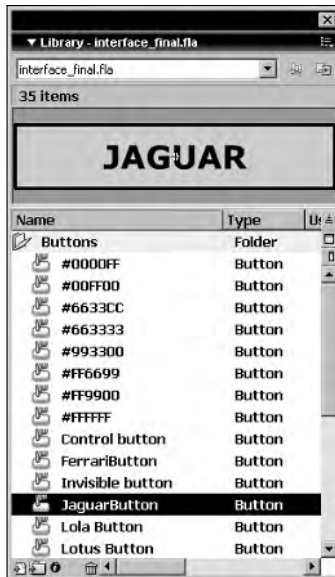 Library - interface_final.fla
interface_final.fla
35 items
JAGUAR
Name Type
Buttons Folder
#0000FF Button
#00FF00 Button
#6633CC Button
#663333 Button
#993300 Button
#FF6699 Button
#FF9900 Button
#FFFFFF Button
Control button Button
FerrariButton Button
Invisible button Button
JaguarButton Button
Lola Button Button
Lotus Button Button